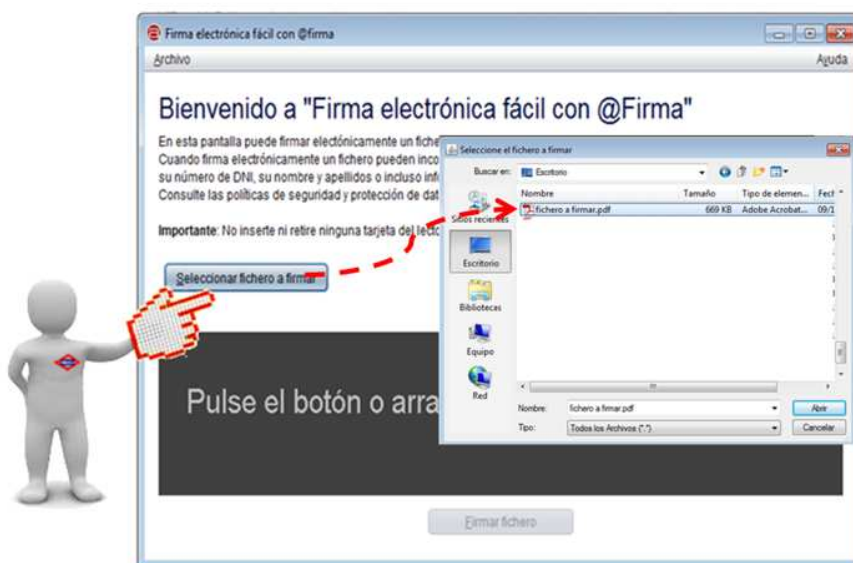 Firma electrónica fácil con @firma
Archivo
Ayuda
Bienvenido a "Firma electrónica fácil con @Firma"
En esta pantalla puede firmar electónicamente un fiche
Cuando firma electrónicamente un fichero pueden inco
su número de DNI, su nombre y apellidos o incluso inf
Consulte las políticas de seguridad y protección de dat
Importante: No inserte ni retire ninguna tarjeta del lecto
Seleccionar fichero a firmar
Pulse el botón o arra
Firmar fichero
Seleccione el fichero a firmar
Buscar en:
Escritorio
Nombre Tamaño Tipo de elemen... Fect
fichero a firmar.pdf 669 KB Adobe Acrobat... 09/1
Sitios recientes
Escritorio
Bibliotecas
Equipo
Red
Nombre: fichero a firmar.pdf
Abrir
Tipo: Todos los Archivos (*.*)
Cancelar